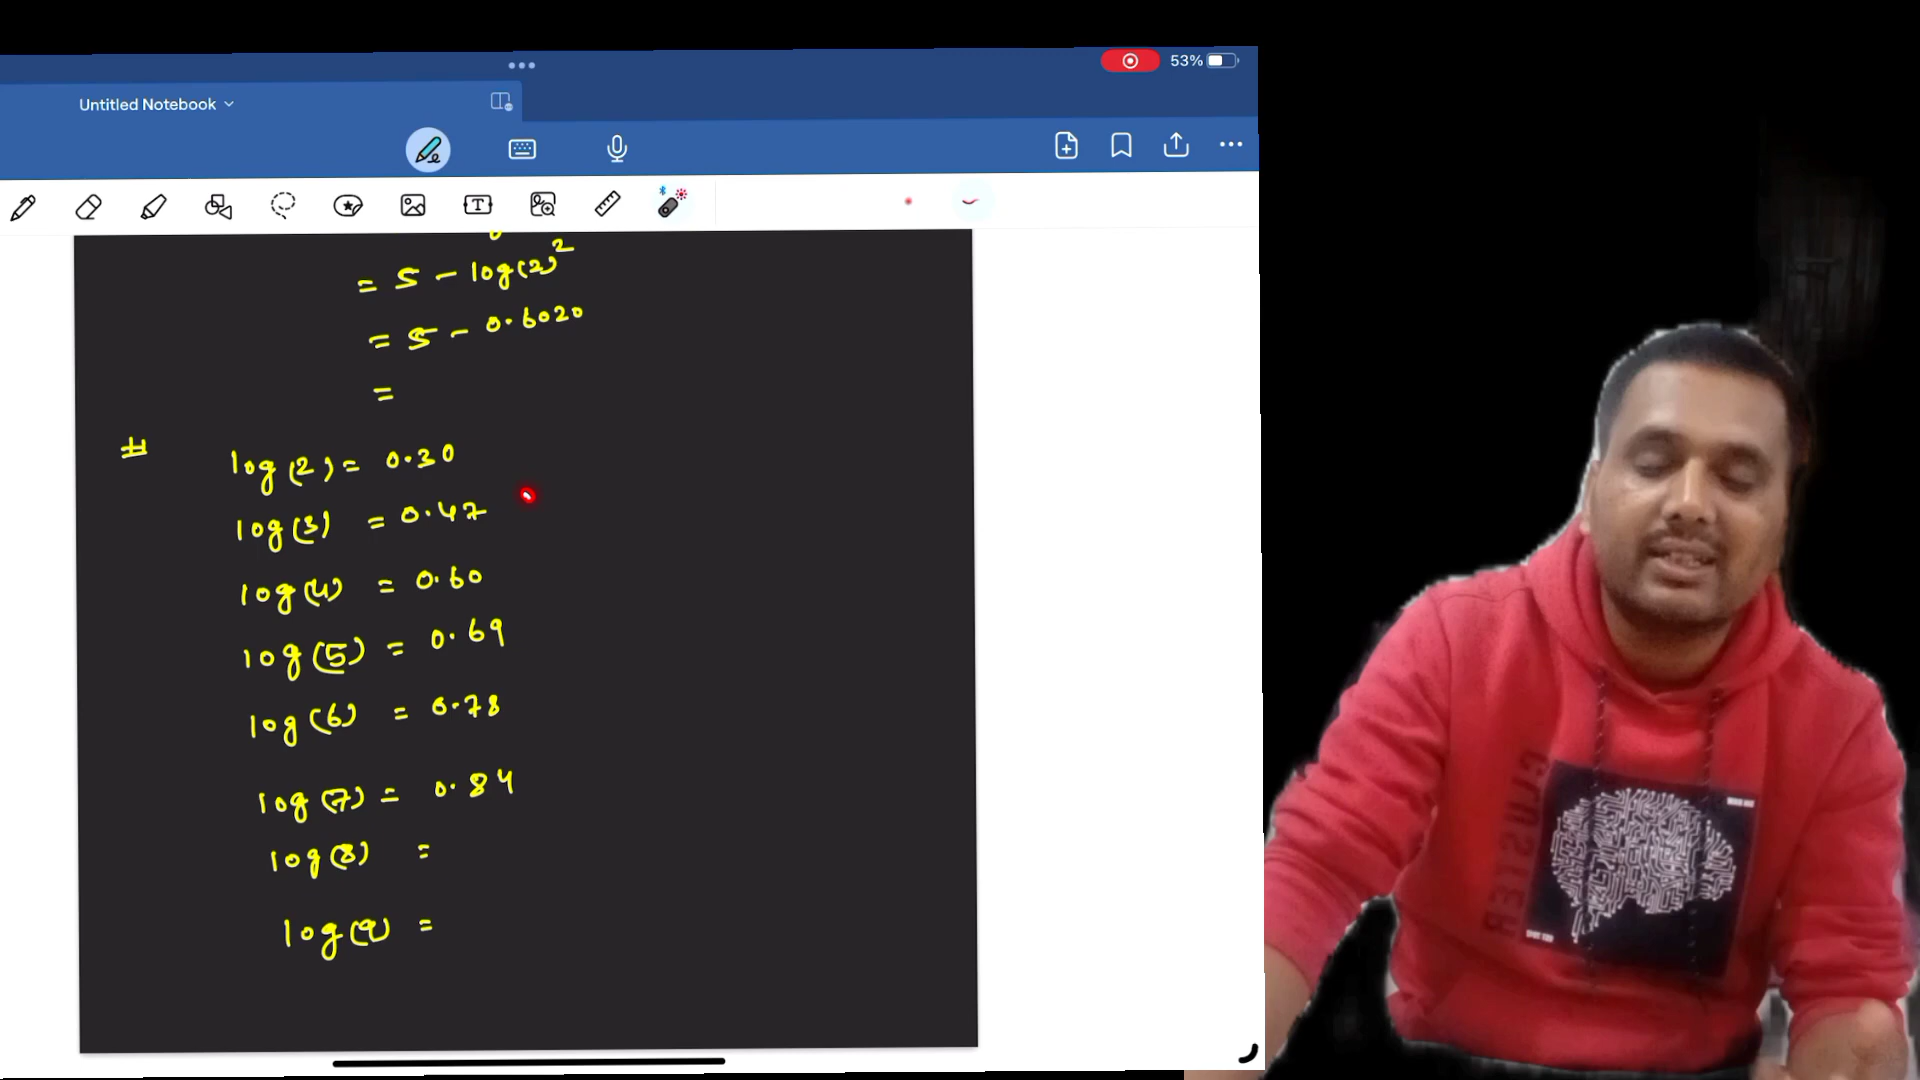 53%
Untitled Notebook
= 5 - log(2)²
= 5 - 0.6020
=
#
log(2) = 0.30
log(3) = 0.47
log(4) = 0.60
log(5) = 0.69
log(6) = 0.78
log(7) = 0.84
log(8) =
log(9) =
CLUSTER